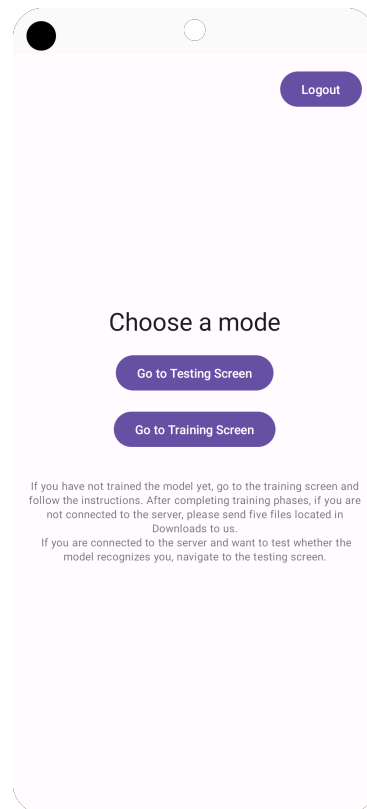 Logout
Choose a mode
Go to Testing Screen
Go to Training Screen
If you have not trained the model yet, go to the training screen and
follow the instructions. After completing training phases, if you are
not connected to the server, please send five files located in
Downloads to us.
If you are connected to the server and want to test whether the
model recognizes you, navigate to the testing screen.